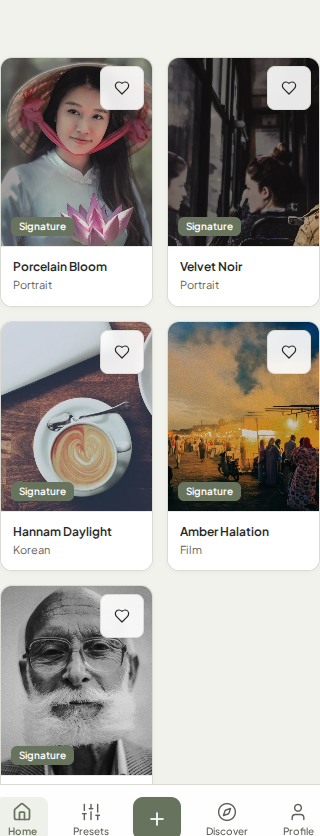 Signature
Signature
Porcelain Bloom
Portrait
Velvet Noir
Portrait
Signature
Signature
Hannam Daylight
Korean
Amber Halation
Film
Signature
Home
Presets
Discover
Profile